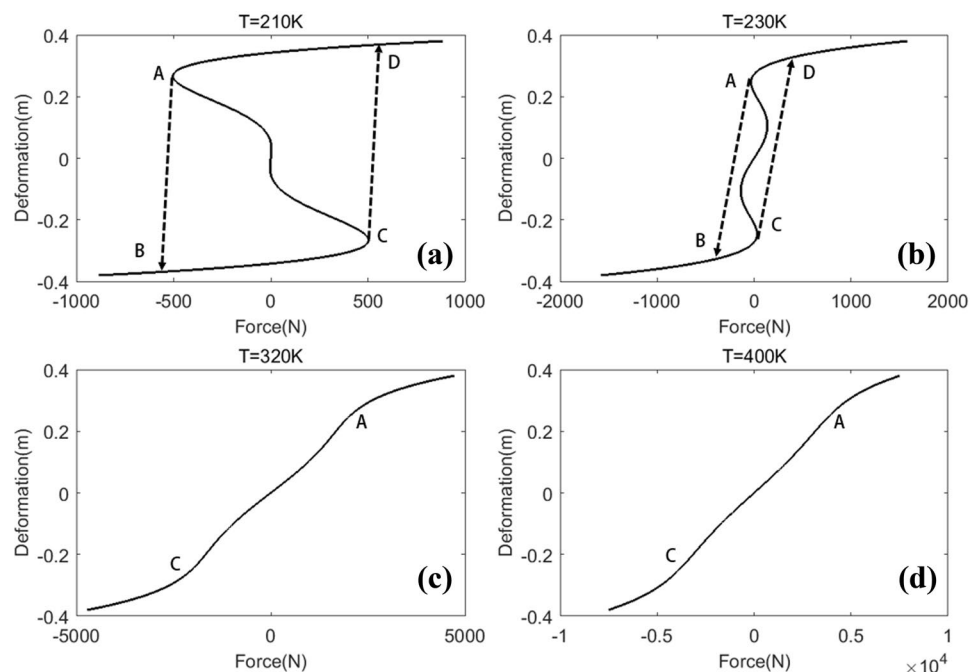 T=210K
0.4
0.2
0
-0.2
-0.4
Deformation(m)
A
B
C
D
(a)
-1000
-500
0
500
1000
Force(N)
T=230K
0.4
0.2
0
-0.2
-0.4
Deformation(m)
A
B
C
D
(b)
-2000
-1000
0
1000
2000
Force(N)
T=320K
0.4
0.2
0
-0.2
-0.4
Deformation(m)
A
C
(c)
-5000
0
5000
Force(N)
T=400K
0.4
0.2
0
-0.2
-0.4
Deformation(m)
A
C
(d)
-1
-0.5
0
0.5
1
×10^4
Force(N)